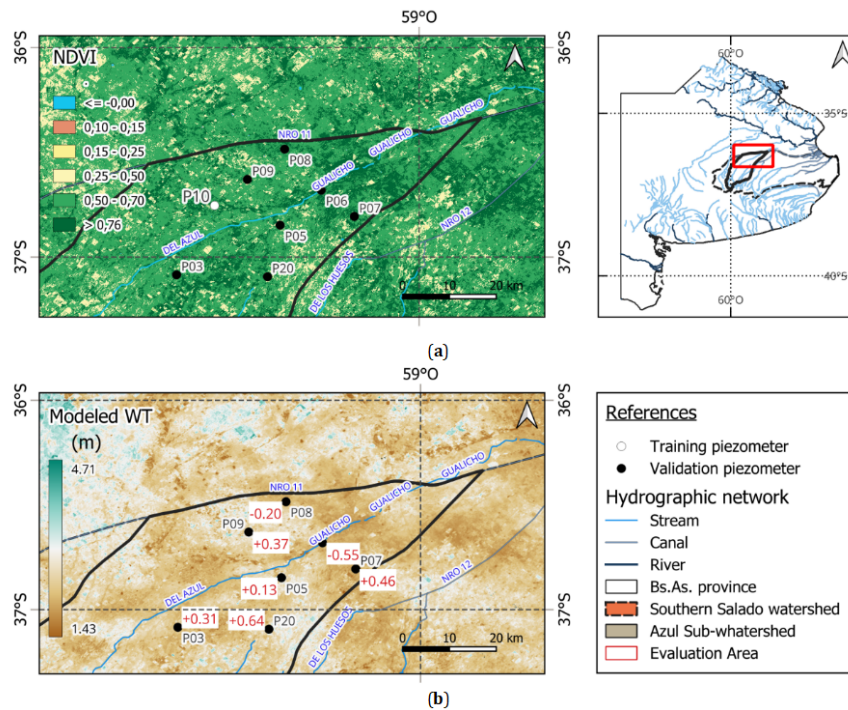 59°O
36°S
NDVI
<= -0,00
0,10 - 0,15
0,15 - 0,25
0,25 - 0,50
0,50 - 0,70
> 0,76
NRO 11
GUALICHO
GUALICHO
GUALICHO
P08
P09
P10
P06
P07
P05
DEL AZUL
NRO 12
P03
P20
DE LOS HUESOS
37°S
0 10 20 km
60°O
35°5
40°5
60°O
(a)
59°O
36°S
Modeled WT
(m)
4.71
1.43
NRO 11
GUALICHO
GUALICHO
GUALICHO
-0.20
P08
P09
+0.37
-0.55
P07
+0.46
+0.13
P05
DEL AZUL
NRO 12
+0.31
+0.64
P20
P03
DE LOS HUESOS
37°S
0 10 20 km
(b)
References
Training piezometer
Validation piezometer
Hydrographic network
Stream
Canal
River
Bs.As. province
Southern Salado watershed
Azul Sub-whatershed
Evaluation Area